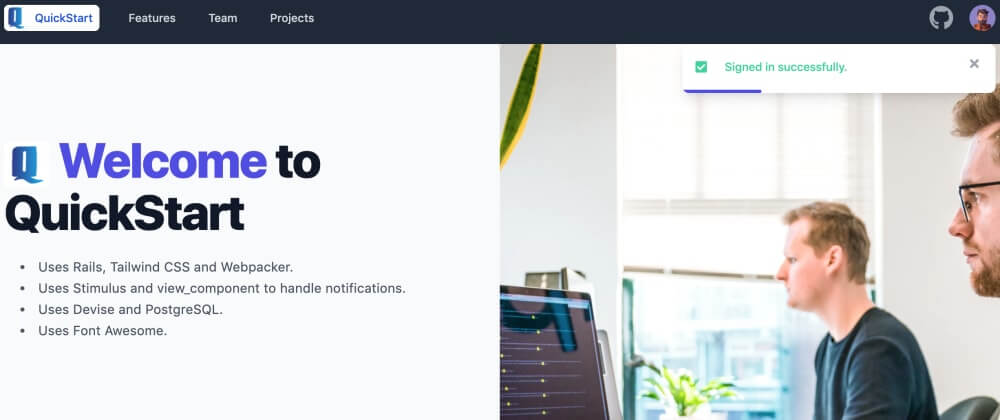 QuickStart Features Team Projects
Signed in successfully.
Welcome to
QuickStart
Uses Rails, Tailwind CSS and Webpacker.
Uses Stimulus and view_component to handle notifications.
Uses Devise and PostgreSQL.
Uses Font Awesome.